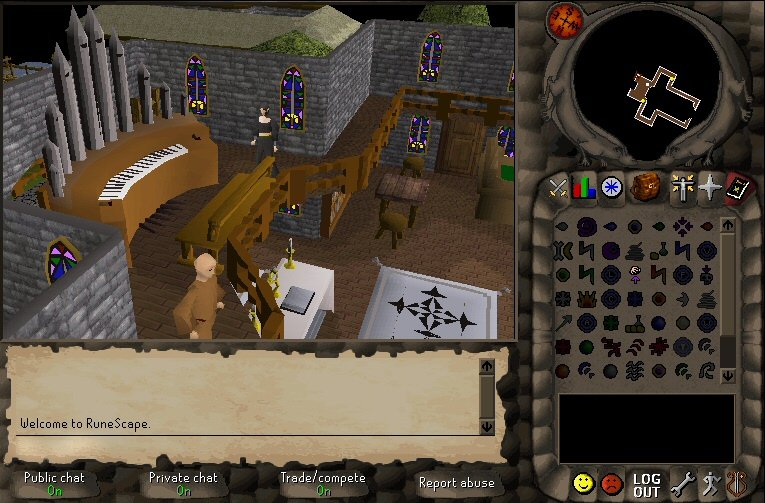 Welcome to RuneScape.
Public chat
On
Private chat
On
Trade/compete
On
Report abuse
LOG
OUT